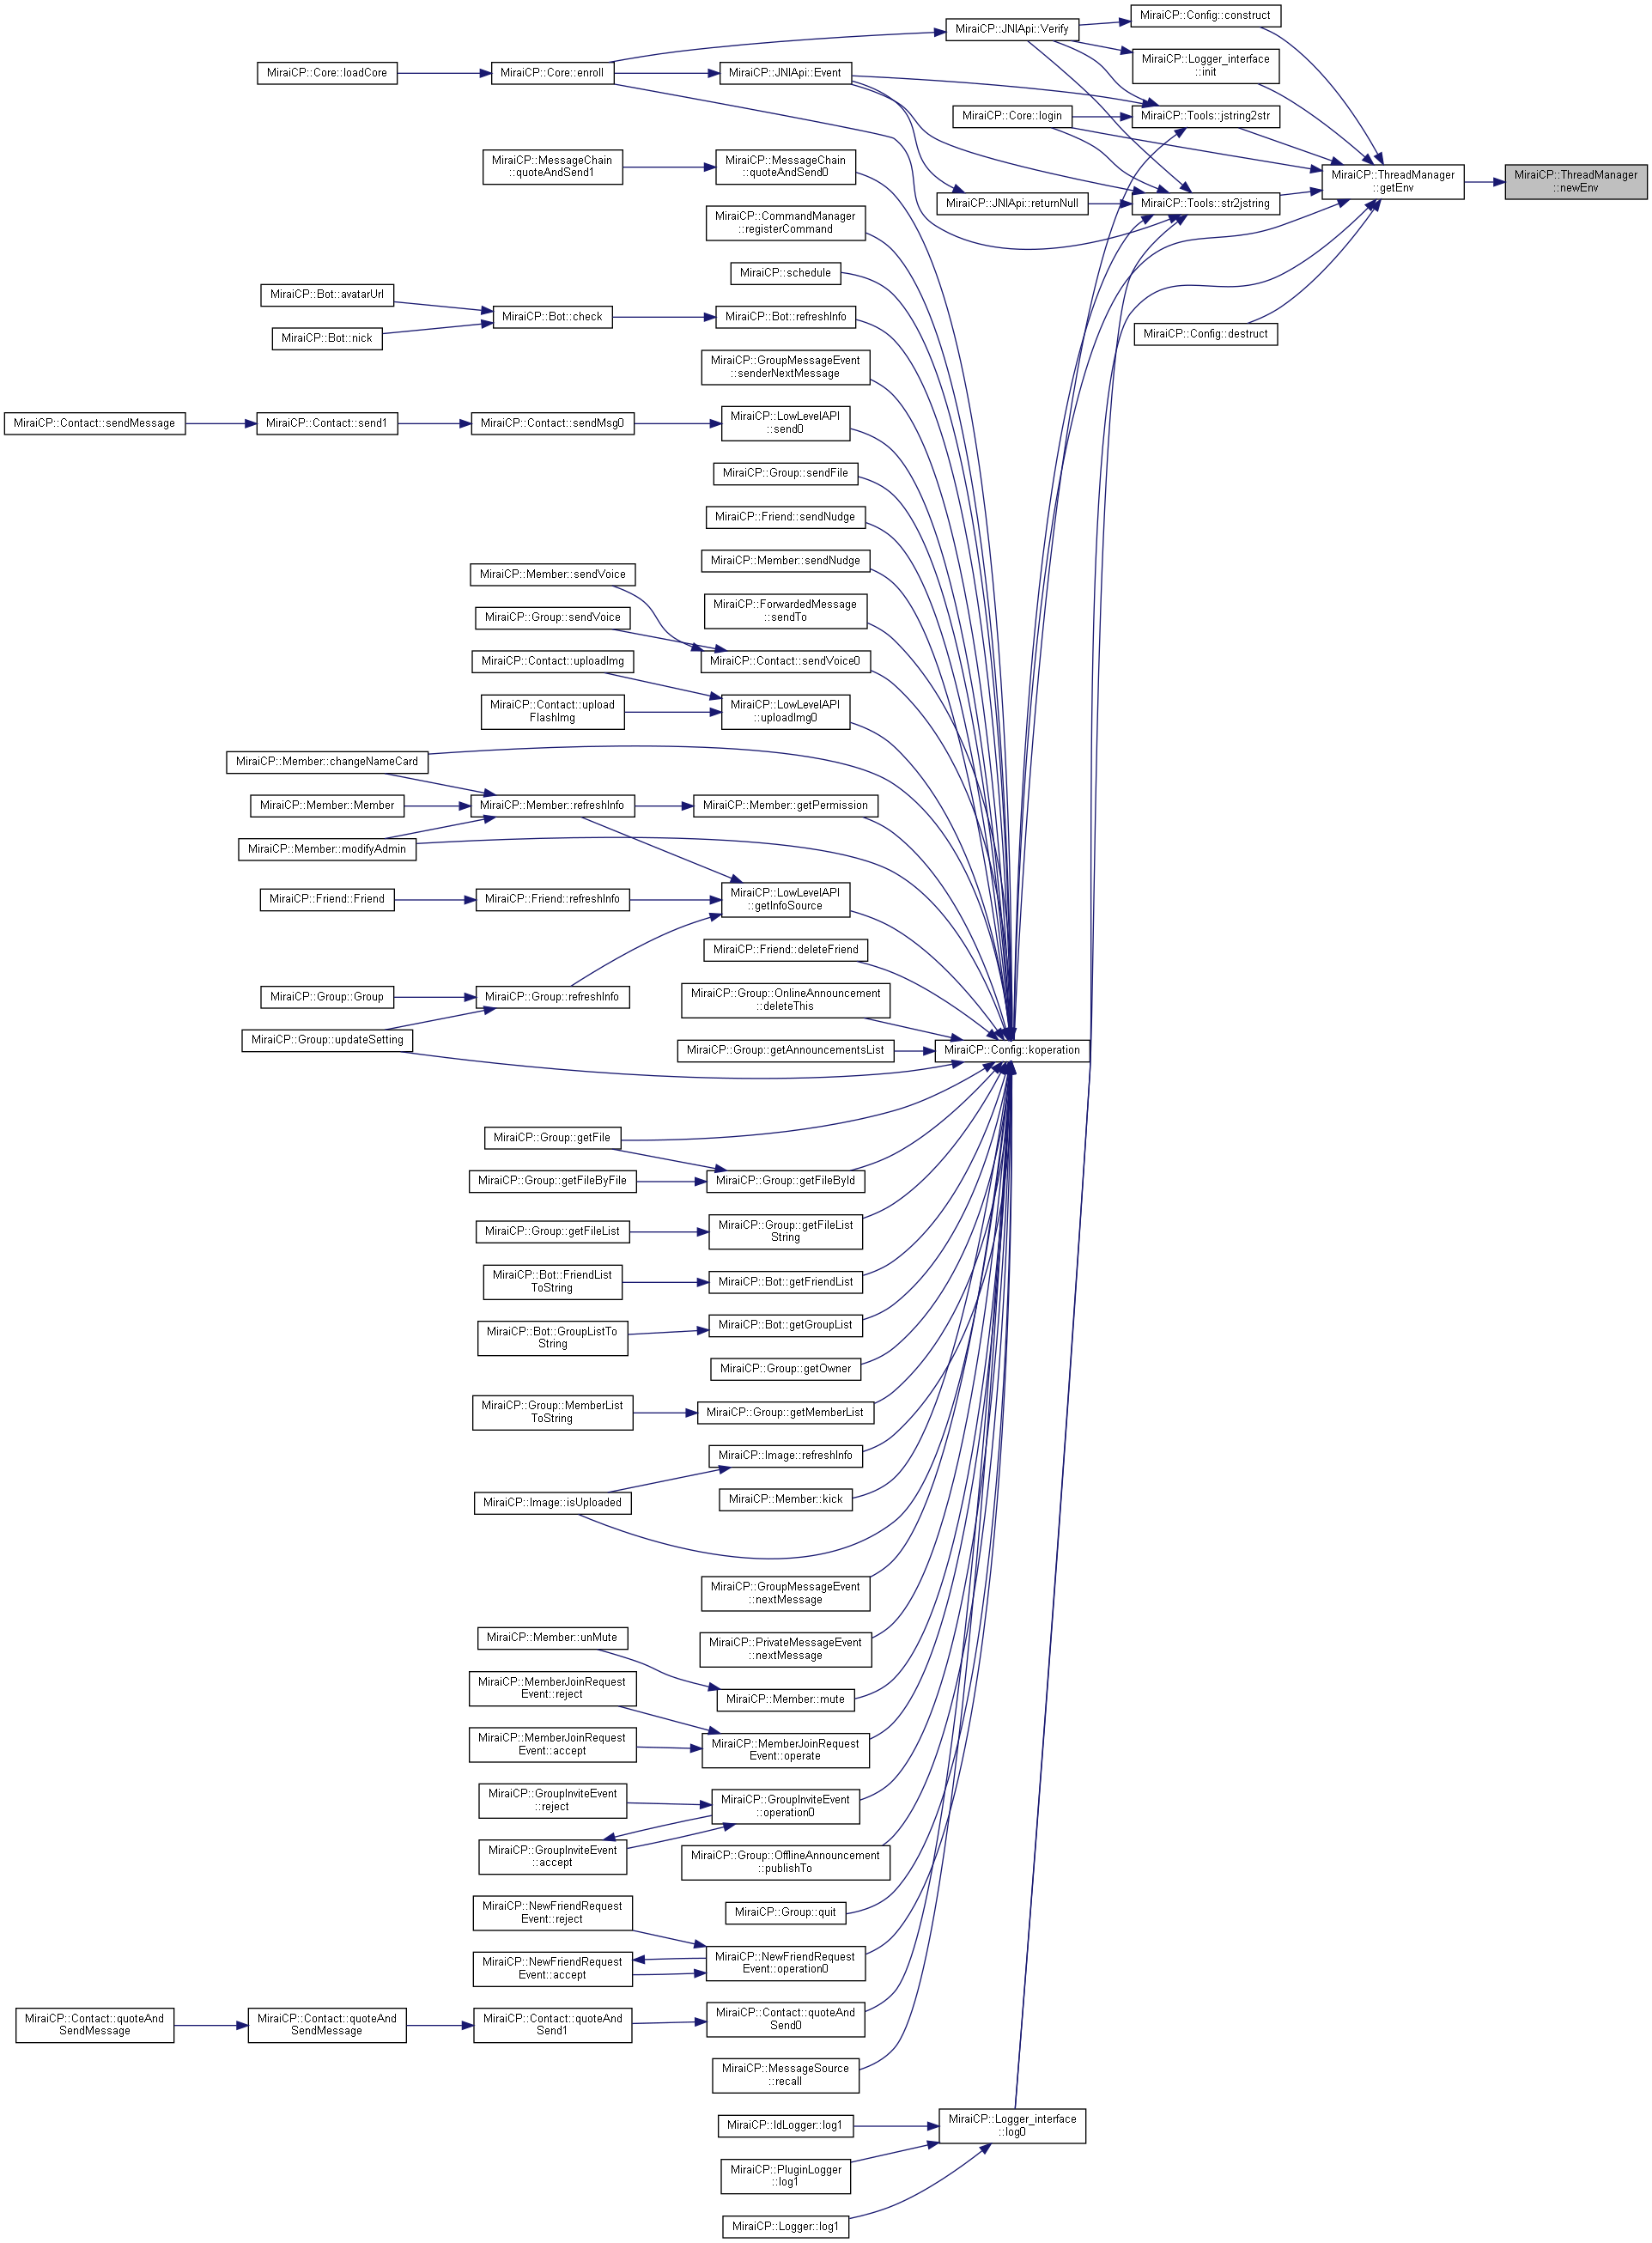 MiraiCP::Config::construct
MiraiCP::JNIApi::Verify
MiraiCP::Logger_interface
::init
MiraiCP::Core::loadCore
MiraiCP::Core::enroll
MiraiCP::JNIApi::Event
MiraiCP::Core::login
MiraiCP::Tools::jstring2str
MiraiCP::MessageChain
::quoteAndSend1
MiraiCP::MessageChain
::quoteAndSend0
MiraiCP::ThreadManager
::getEnv
MiraiCP::ThreadManager
::newEnv
MiraiCP::JNIApi::returnNull
MiraiCP::Tools::str2jstring
MiraiCP::CommandManager
::registerCommand
MiraiCP::schedule
MiraiCP::Bot::avatarUrl
MiraiCP::Bot::check
MiraiCP::Bot::refreshInfo
MiraiCP::Bot::nick
MiraiCP::Config::destruct
MiraiCP::GroupMessageEvent
::senderNextMessage
MiraiCP::Contact::sendMessage
MiraiCP::Contact::send1
MiraiCP::Contact::sendMsg0
MiraiCP::LowLevelAPI
::send0
MiraiCP::Group::sendFile
MiraiCP::Friend::sendNudge
MiraiCP::Member::sendNudge
MiraiCP::Member::sendVoice
MiraiCP::ForwardedMessage
::sendTo
MiraiCP::Group::sendVoice
MiraiCP::Contact::sendVoice0
MiraiCP::Contact::uploadImg
MiraiCP::Contact::upload
FlashImg
MiraiCP::LowLevelAPI
::uploadImg0
MiraiCP::Member::changeNameCard
MiraiCP::Member::Member
MiraiCP::Member::refreshInfo
MiraiCP::Member::getPermission
MiraiCP::Member::modifyAdmin
MiraiCP::Friend::Friend
MiraiCP::Friend::refreshInfo
MiraiCP::LowLevelAPI
::getInfoSource
MiraiCP::Friend::deleteFriend
MiraiCP::Group::Group
MiraiCP::Group::refreshInfo
MiraiCP::Group::OnlineAnnouncement
::deleteThis
MiraiCP::Group::updateSetting
MiraiCP::Group::getAnnouncementsList
MiraiCP::Config::koperation
MiraiCP::Group::getFile
MiraiCP::Group::getFileByFile
MiraiCP::Group::getFileById
MiraiCP::Group::getFileList
MiraiCP::Group::getFileList
String
MiraiCP::Bot::FriendList
ToString
MiraiCP::Bot::getFriendList
MiraiCP::Bot::GroupListTo
String
MiraiCP::Bot::getGroupList
MiraiCP::Group::getOwner
MiraiCP::Group::MemberList
ToString
MiraiCP::Group::getMemberList
MiraiCP::Image::refreshInfo
MiraiCP::Image::isUploaded
MiraiCP::Member::kick
MiraiCP::GroupMessageEvent
::nextMessage
MiraiCP::Member::unMute
MiraiCP::PrivateMessageEvent
::nextMessage
MiraiCP::MemberJoinRequest
Event::reject
MiraiCP::Member::mute
MiraiCP::MemberJoinRequest
Event::accept
MiraiCP::MemberJoinRequest
Event::operate
MiraiCP::GroupInviteEvent
::reject
MiraiCP::GroupInviteEvent
::operation0
MiraiCP::GroupInviteEvent
::accept
MiraiCP::Group::OfflineAnnouncement
::publishTo
MiraiCP::NewFriendRequest
Event::reject
MiraiCP::Group::quit
MiraiCP::NewFriendRequest
Event::accept
MiraiCP::NewFriendRequest
Event::operation0
MiraiCP::Contact::quoteAnd
SendMessage
MiraiCP::Contact::quoteAnd
SendMessage
MiraiCP::Contact::quoteAnd
Send1
MiraiCP::Contact::quoteAnd
Send0
MiraiCP::MessageSource
::recall
MiraiCP::IdLogger::log1
MiraiCP::Logger_interface
::log0
MiraiCP::PluginLogger
::log1
MiraiCP::Logger::log1